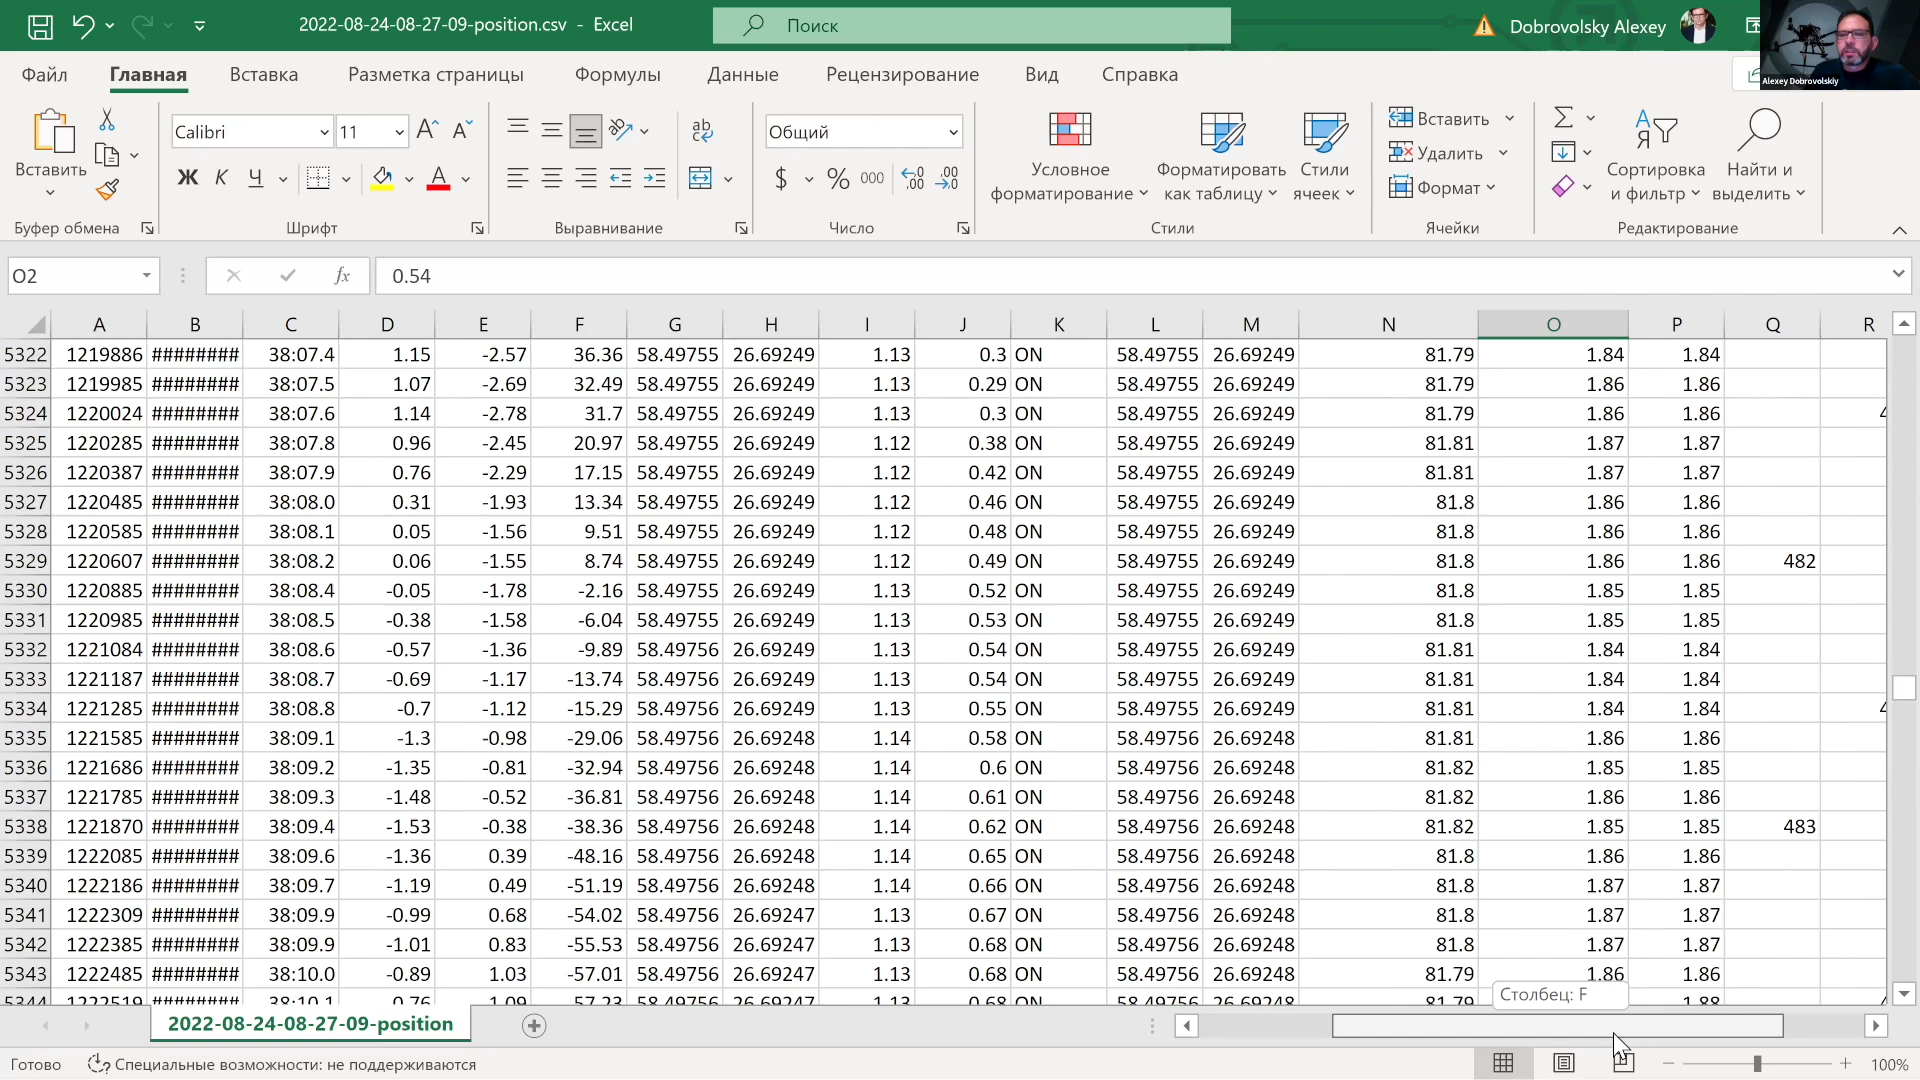 2022-08-24-08-27-09-position.csv - Excel
Поиск
Dobrovolsky Alexey
Alexey Dobrovolskiy
Файл Главная Вставка Разметка страницы Формулы Данные Рецензирование Вид Справка
Вставить
Буфер обмена
Calibri 11
Ж К Ч
Шрифт
ab
Выравнивание
Общий
$ % 000
Число
Условное форматирование
Форматировать как таблицу
Стили ячеек
Стили
Вставить
Удалить
Формат
Ячейки
Сортировка и фильтр
Найти и выделить
Редактирование
O2 fx 0.54
A B C D E F G H I J K L M N O P Q R
5322 1219886 ######## 38:07.4 1.15 -2.57 36.36 58.49755 26.69249 1.13 0.3 ON 58.49755 26.69249 81.79 1.84 1.84
5323 1219985 ######## 38:07.5 1.07 -2.69 32.49 58.49755 26.69249 1.13 0.29 ON 58.49755 26.69249 81.79 1.86 1.86
5324 1220024 ######## 38:07.6 1.14 -2.78 31.7 58.49755 26.69249 1.13 0.3 ON 58.49755 26.69249 81.79 1.86 1.86
5325 1220285 ######## 38:07.8 0.96 -2.45 20.97 58.49755 26.69249 1.12 0.38 ON 58.49755 26.69249 81.81 1.87 1.87
5326 1220387 ######## 38:07.9 0.76 -2.29 17.15 58.49755 26.69249 1.12 0.42 ON 58.49755 26.69249 81.81 1.87 1.87
5327 1220485 ######## 38:08.0 0.31 -1.93 13.34 58.49755 26.69249 1.12 0.46 ON 58.49755 26.69249 81.8 1.86 1.86
5328 1220585 ######## 38:08.1 0.05 -1.56 9.51 58.49755 26.69249 1.12 0.48 ON 58.49755 26.69249 81.8 1.86 1.86
5329 1220607 ######## 38:08.2 0.06 -1.55 8.74 58.49755 26.69249 1.12 0.49 ON 58.49755 26.69249 81.8 1.86 1.86 482
5330 1220885 ######## 38:08.4 -0.05 -1.78 -2.16 58.49755 26.69249 1.13 0.52 ON 58.49755 26.69249 81.8 1.85 1.85
5331 1220985 ######## 38:08.5 -0.38 -1.58 -6.04 58.49755 26.69249 1.13 0.53 ON 58.49755 26.69249 81.8 1.85 1.85
5332 1221084 ######## 38:08.6 -0.57 -1.36 -9.89 58.49756 26.69249 1.13 0.54 ON 58.49755 26.69249 81.81 1.84 1.84
5333 1221187 ######## 38:08.7 -0.69 -1.17 -13.74 58.49756 26.69249 1.13 0.54 ON 58.49755 26.69249 81.81 1.84 1.84
5334 1221285 ######## 38:08.8 -0.7 -1.12 -15.29 58.49756 26.69249 1.13 0.55 ON 58.49755 26.69249 81.81 1.84 1.84
5335 1221585 ######## 38:09.1 -1.3 -0.98 -29.06 58.49756 26.69248 1.14 0.58 ON 58.49756 26.69248 81.81 1.86 1.86
5336 1221686 ######## 38:09.2 -1.35 -0.81 -32.94 58.49756 26.69248 1.14 0.6 ON 58.49756 26.69248 81.82 1.85 1.85
5337 1221785 ######## 38:09.3 -1.48 -0.52 -36.81 58.49756 26.69248 1.14 0.61 ON 58.49756 26.69248 81.82 1.86 1.86
5338 1221870 ######## 38:09.4 -1.53 -0.38 -38.36 58.49756 26.69248 1.14 0.62 ON 58.49756 26.69248 81.82 1.85 1.85 483
5339 1222085 ######## 38:09.6 -1.36 0.39 -48.16 58.49756 26.69248 1.14 0.65 ON 58.49756 26.69248 81.8 1.86 1.86
5340 1222186 ######## 38:09.7 -1.19 0.49 -51.19 58.49756 26.69248 1.14 0.66 ON 58.49756 26.69248 81.8 1.87 1.87
5341 1222309 ######## 38:09.9 -0.99 0.68 -54.02 58.49756 26.69247 1.13 0.67 ON 58.49756 26.69248 81.8 1.87 1.87
5342 1222385 ######## 38:09.9 -1.01 0.83 -55.53 58.49756 26.69247 1.13 0.68 ON 58.49756 26.69248 81.8 1.87 1.87
5343 1222485 ######## 38:10.0 -0.89 1.03 -57.01 58.49756 26.69247 1.13 0.68 ON 58.49756 26.69248 81.79 1.86 1.86
Столбец: F
2022-08-24-08-27-09-position
Готово Специальные возможности: не поддерживаются 100%